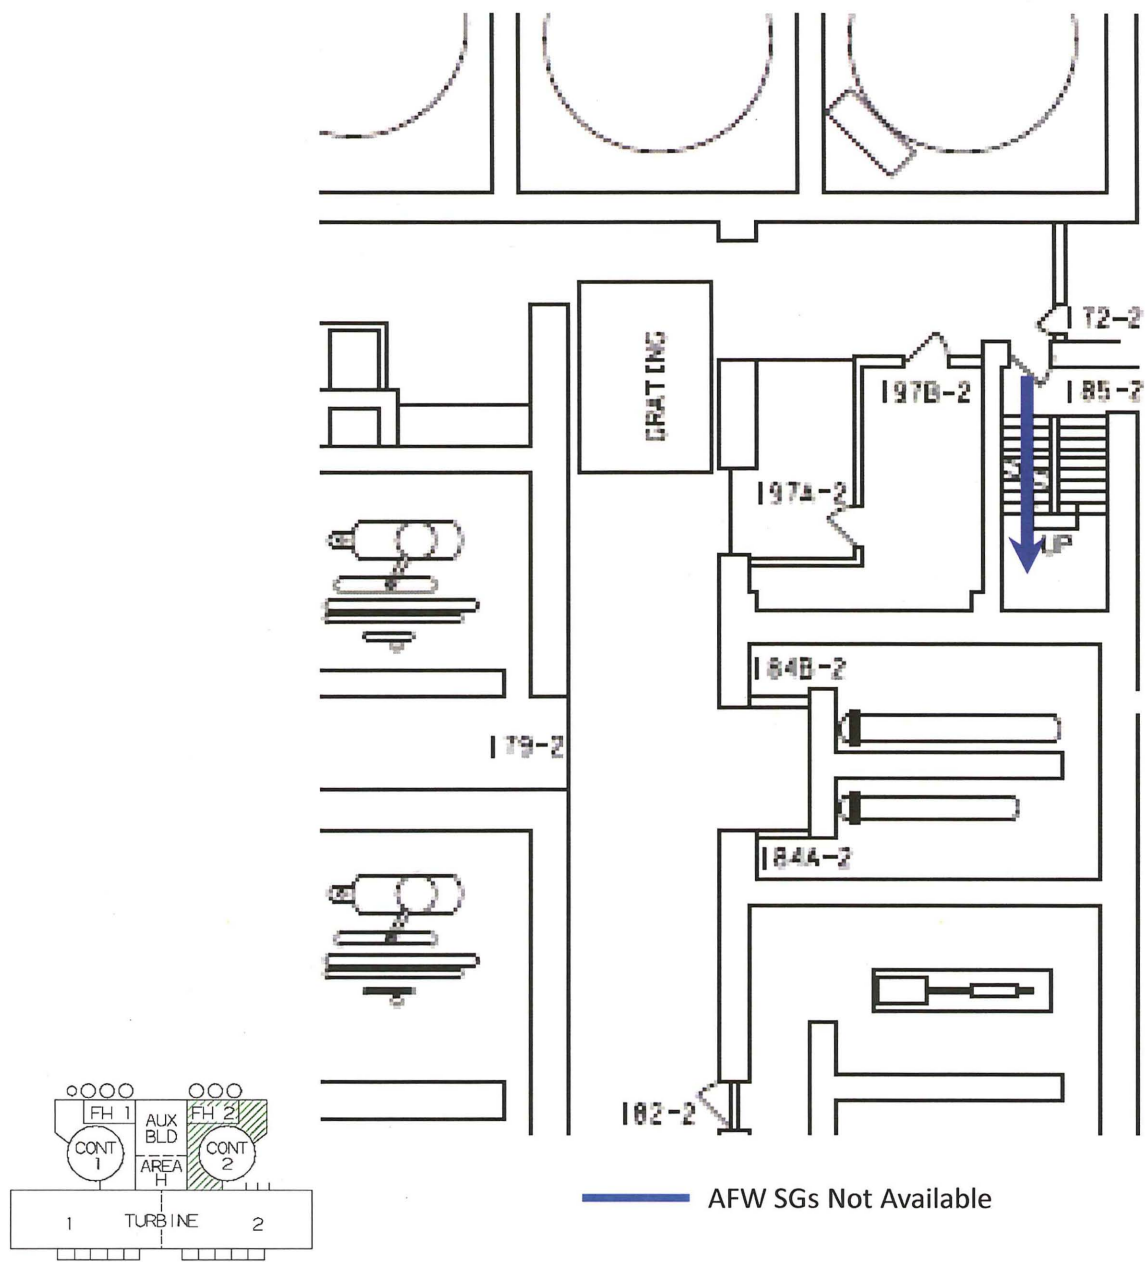 172-2
GRATING
197B-2
185-2
197A-2
UP
184B-2
179-2
184A-2
182-2
FH 1
AUX
BLD
FH 2
CONT
1
AREA
H
CONT
2
1
TURBINE
2
AFW SGs Not Available